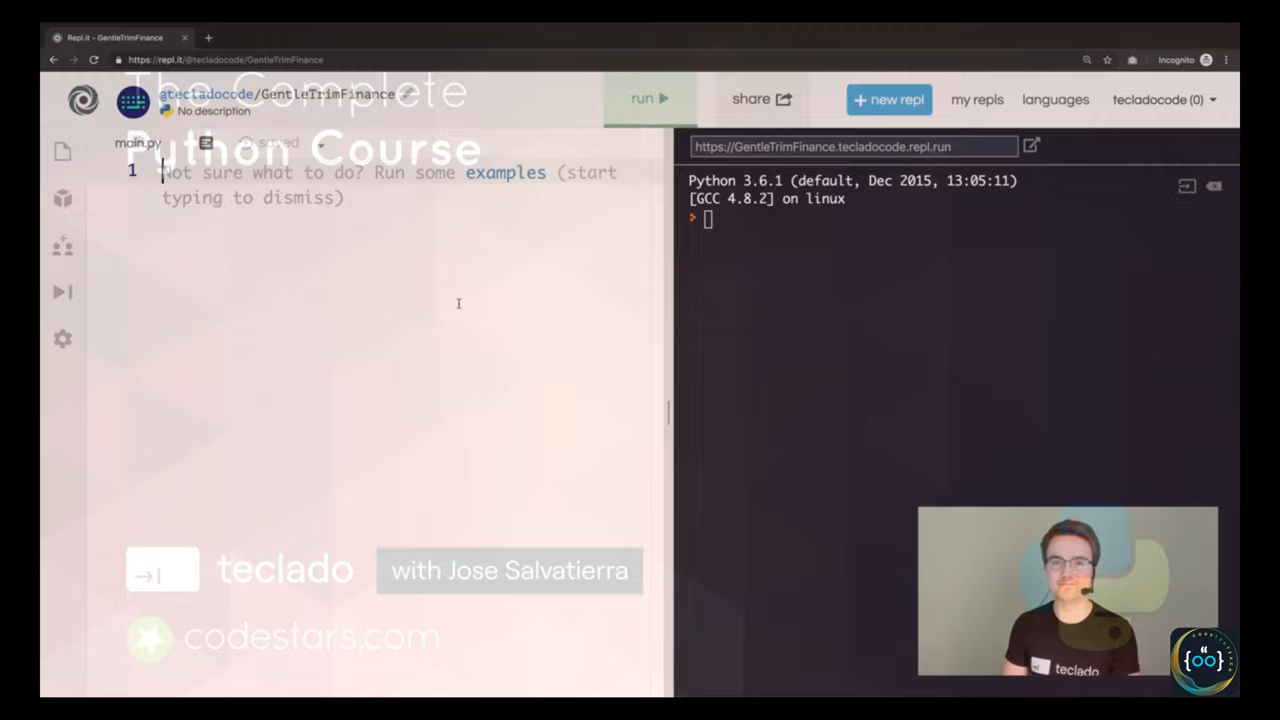 Repl.it - GentleTrimFinance
https://repl.it/@tecladocode/GentleTrimFinance
Incognito
The Complete
@tecladocode/GentleTrimFinance
No description
run
share
+ new repl
my repls
languages
tecladocode (0)
Python Course
main.py
saved
https://GentleTrimFinance.tecladocode.repl.run
1
Not sure what to do? Run some examples (start
typing to dismiss)
Python 3.6.1 (default, Dec 2015, 13:05:11)
[GCC 4.8.2] on linux
teclado
with Jose Salvatierra
codestars.com
teclado